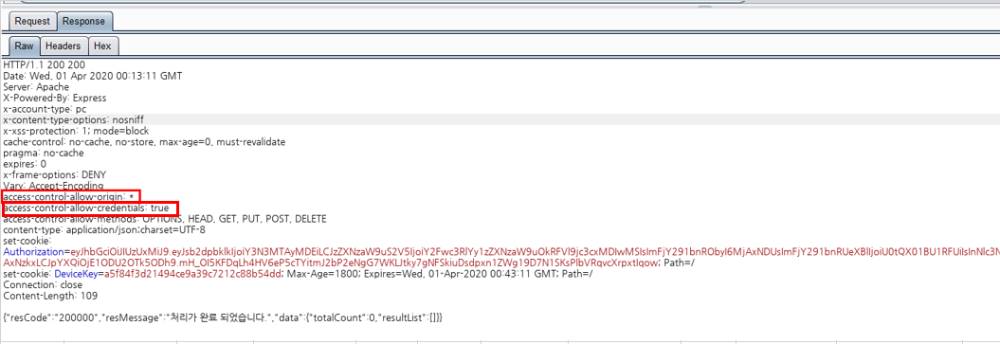 Request Response
Raw Headers Hex
HTTP/1.1 200 200
Date: Wed, 01 Apr 2020 00:13:11 GMT
Server: Apache
X-Powered-By: Express
x-account-type: pc
x-content-type-options: nosniff
x-xss-protection: 1; mode=block
cache-control: no-cache, no-store, max-age=0, must-revalidate
pragma: no-cache
expires: 0
x-frame-options: DENY
Vary: Accept-Encoding
access-control-allow-origin: *
access-control-allow-credentials: true
access-control-allow-methods: OPTIONS, HEAD, GET, PUT, POST, DELETE
content-type: application/json;charset=UTF-8
set-cookie:
Path=/
set-cookie: DeviceKey=a5f84f3d21494ce9a39c7212c88b54dd; Max-Age=1800; Expires=Wed, 01-Apr-2020 00:43:11 GMT; Path=/
Connection: close
Content-Length: 109
{"resCode":"200000","resMessage":"처리가 완료 되었습니다.","data":{"totalCount":0,"resultList":[]}}